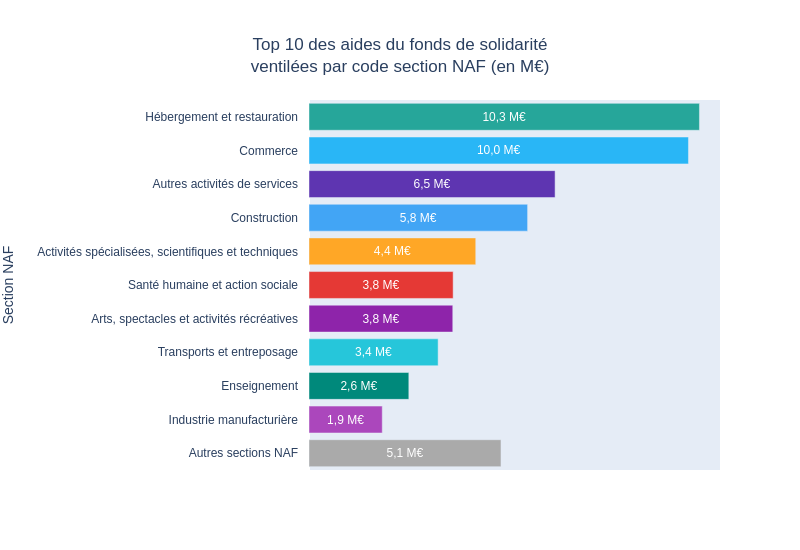 Top 10 des aides du fonds de solidarité
ventilées par code section NAF (en M€)
Section NAF
Hébergement et restauration 10,3 M€
Commerce 10,0 M€
Autres activités de services 6,5 M€
Construction 5,8 M€
Activités spécialisées, scientifiques et techniques 4,4 M€
Santé humaine et action sociale 3,8 M€
Arts, spectacles et activités récréatives 3,8 M€
Transports et entreposage 3,4 M€
Enseignement 2,6 M€
Industrie manufacturière 1,9 M€
Autres sections NAF 5,1 M€